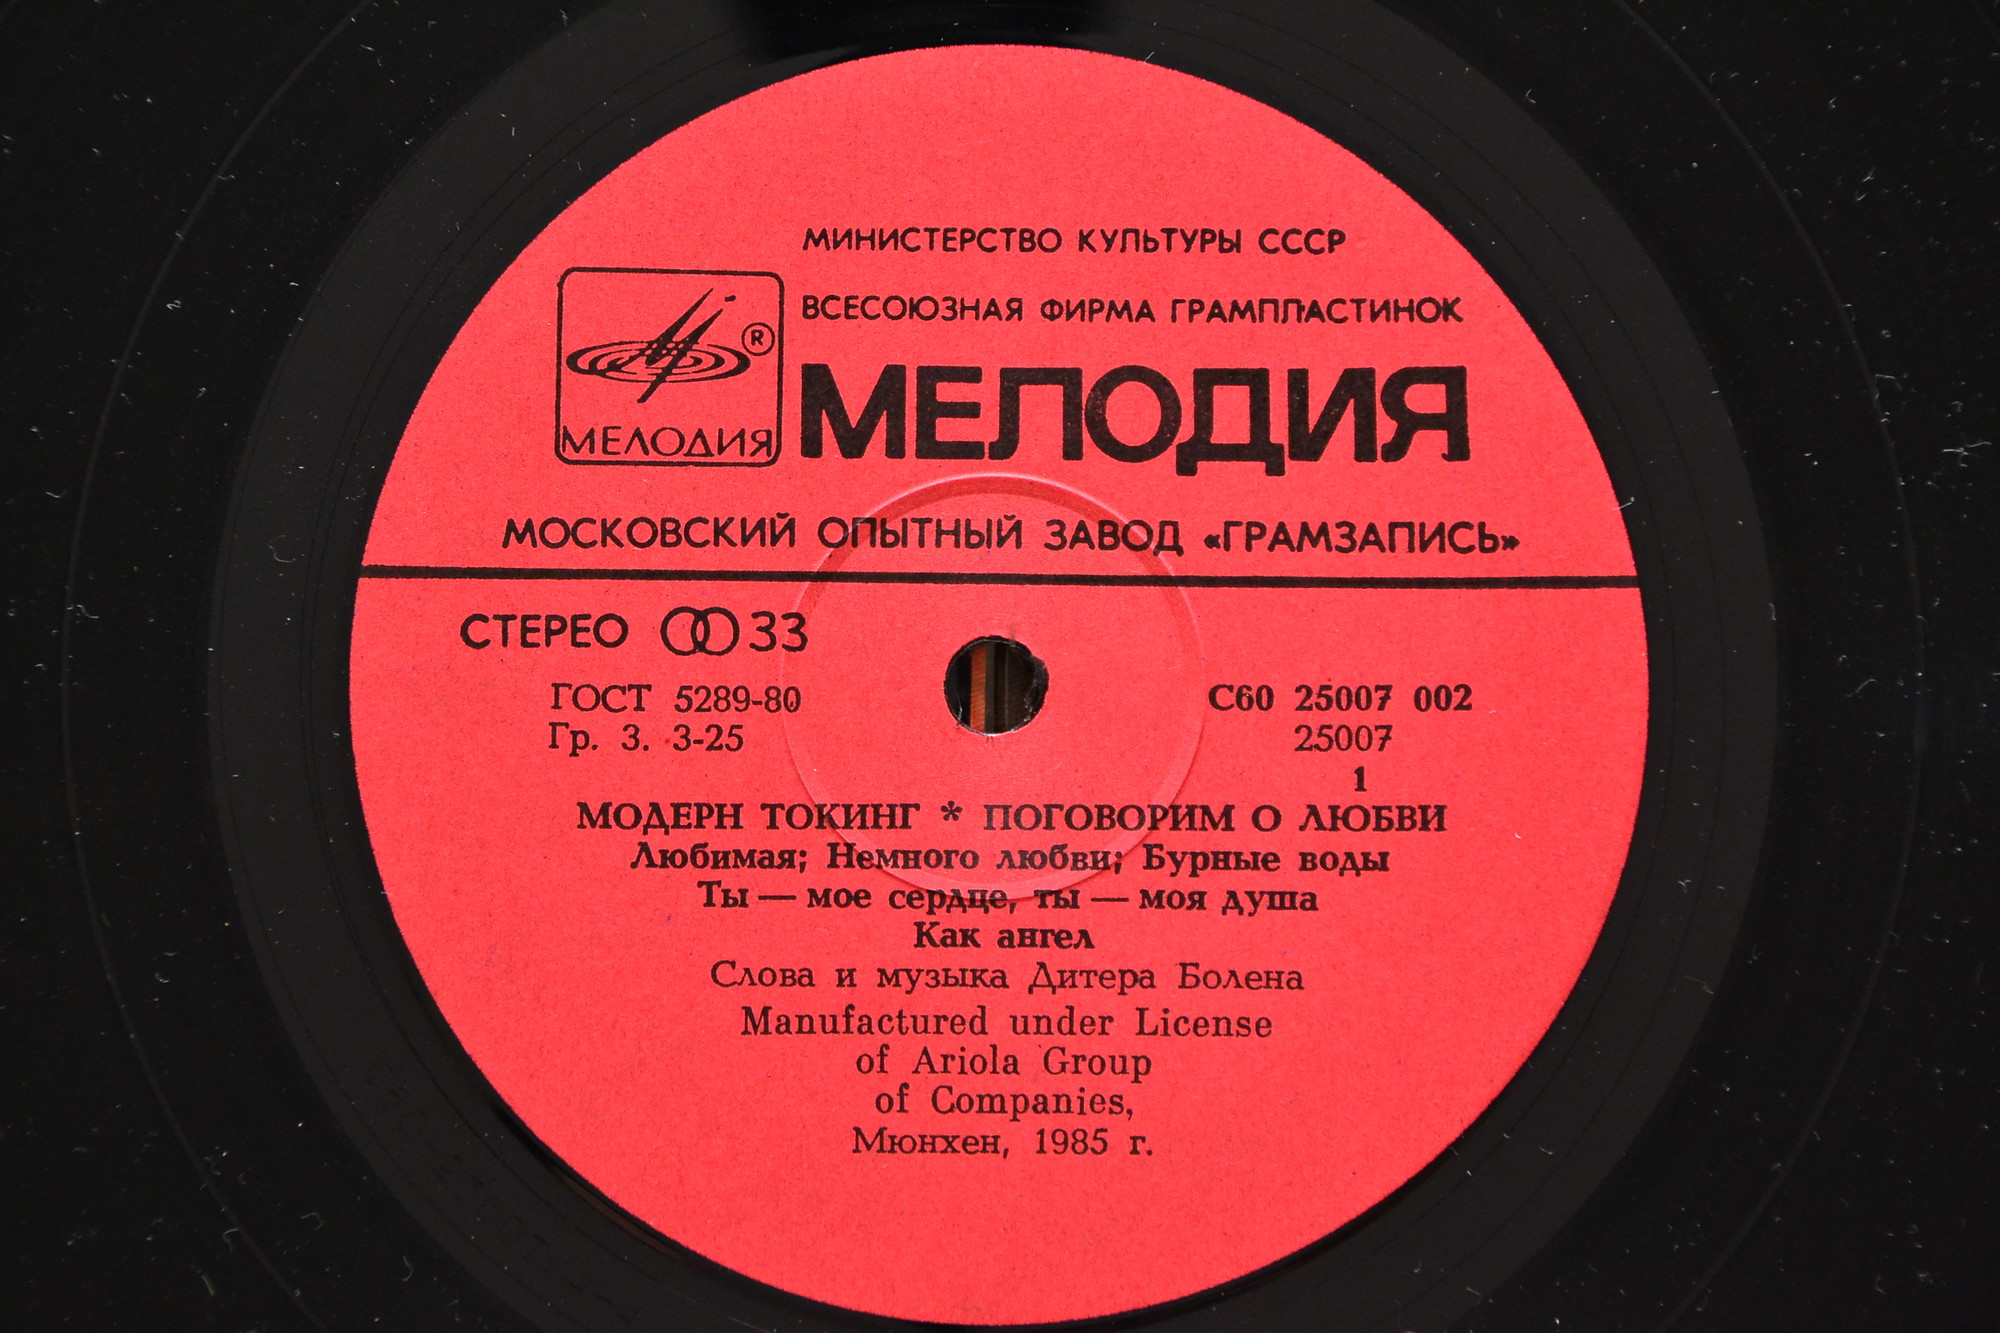 МИНИСТЕРСТВО КУЛЬТУРЫ СССР
ВСЕСОЮЗНАЯ ФИРМА ГРАМПЛАСТИНОК
МЕЛОДИЯ ®
МЕЛОДИЯ
МОСКОВСКИЙ ОПЫТНЫЙ ЗАВОД «ГРАМЗАПИСЬ»
СТЕРЕО 33
ГОСТ 5289-80
Гр. 3. 3-25
С60 25007 002
25007
1
МОДЕРН ТОКИНГ * ПОГОВОРИМ О ЛЮБВИ
Любимая; Немного любви; Бурные воды
Ты — мое сердце, ты — моя душа
Как ангел
Слова и музыка Дитера Болена
Manufactured under License
of Ariola Group
of Companies,
Мюнхен, 1985 г.